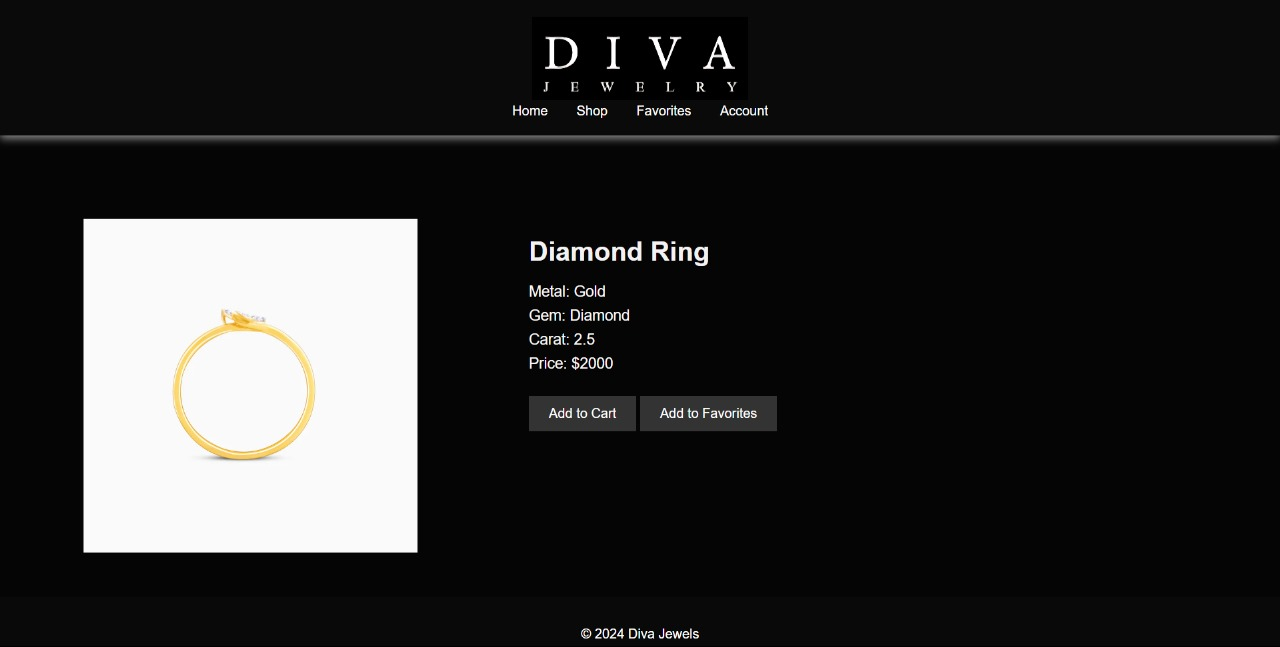 DIVA
JEWELRY
Home Shop Favorites Account
Diamond Ring
Metal: Gold
Gem: Diamond
Carat: 2.5
Price: $2000
Add to Cart Add to Favorites
© 2024 Diva Jewels